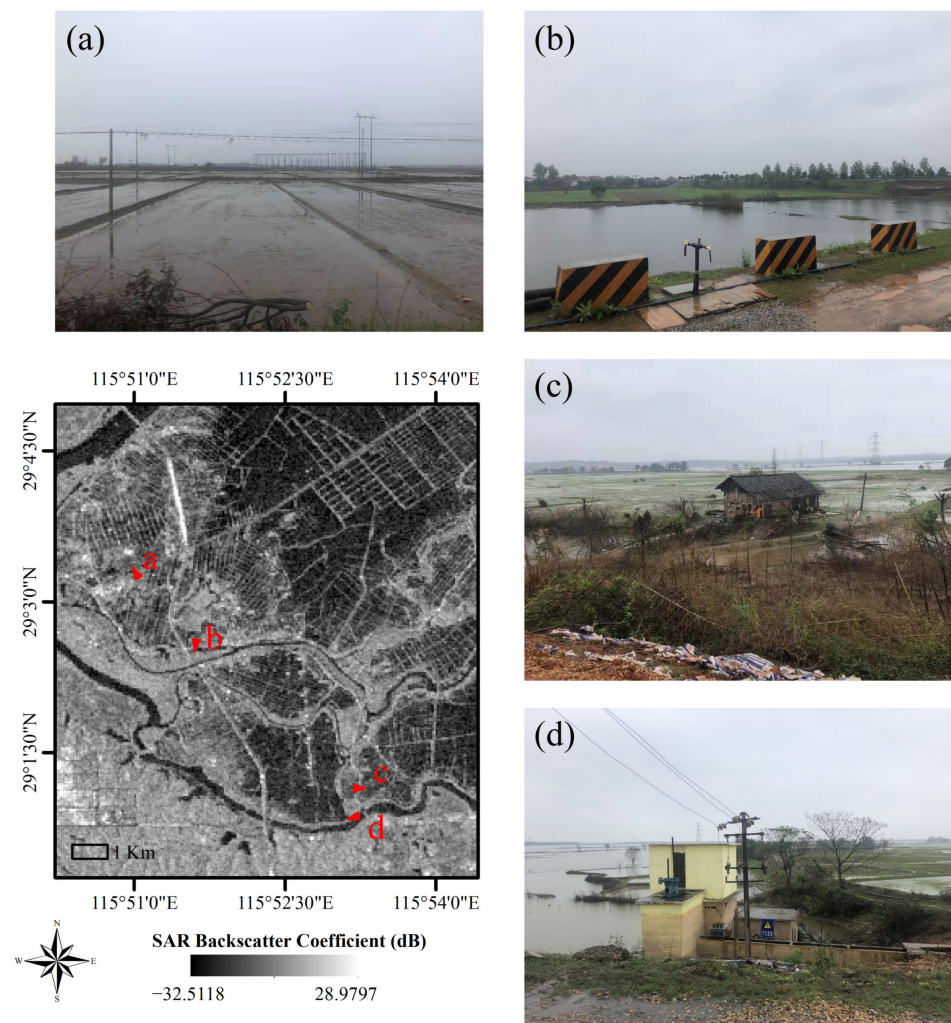 (a)
(b)
115°51'0"E 115°52'30"E 115°54'0"E
29°4'30"N
29°3'0"N
29°1'30"N
a
b
c
d
1 Km
115°51'0"E 115°52'30"E 115°54'0"E
N
W E
S
SAR Backscatter Coefficient (dB)
−32.5118 28.9797
(c)
(d)